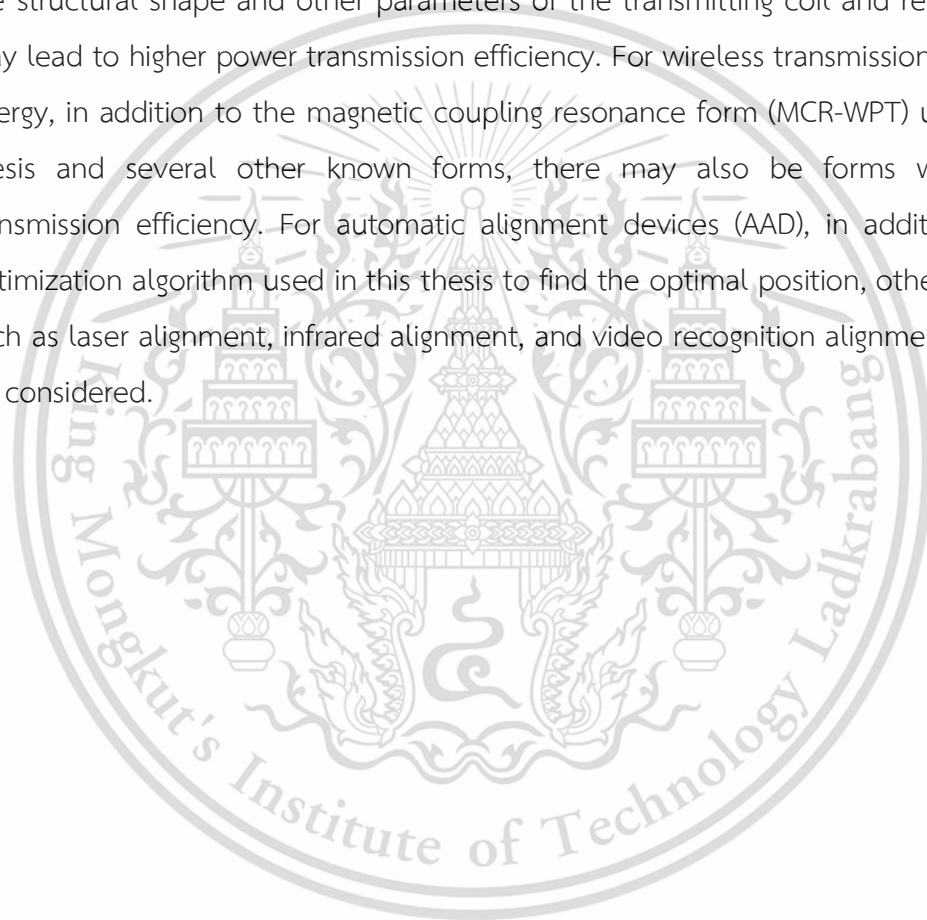 e structural shape and other parameters of the transmitting coil and re
y lead to higher power transmission efficiency. For wireless transmission
ergy, in addition to the magnetic coupling resonance form (MCR-WPT) u
esis and several other known forms, there may also be forms w
nsmission efficiency. For automatic alignment devices (AAD), in addit
timization algorithm used in this thesis to find the optimal position, othe
ch as laser alignment, infrared alignment, and video recognition alignme
considered.
King Mongkut's Institute of Technology Ladkrabang